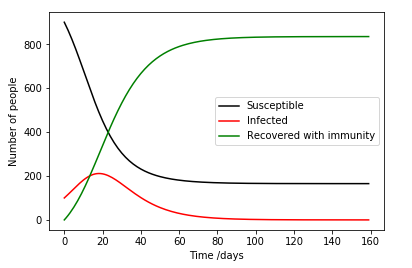 800
600
400
200
0
Number of people
Susceptible
Infected
Recovered with immunity
0 20 40 60 80 100 120 140 160
Time /days